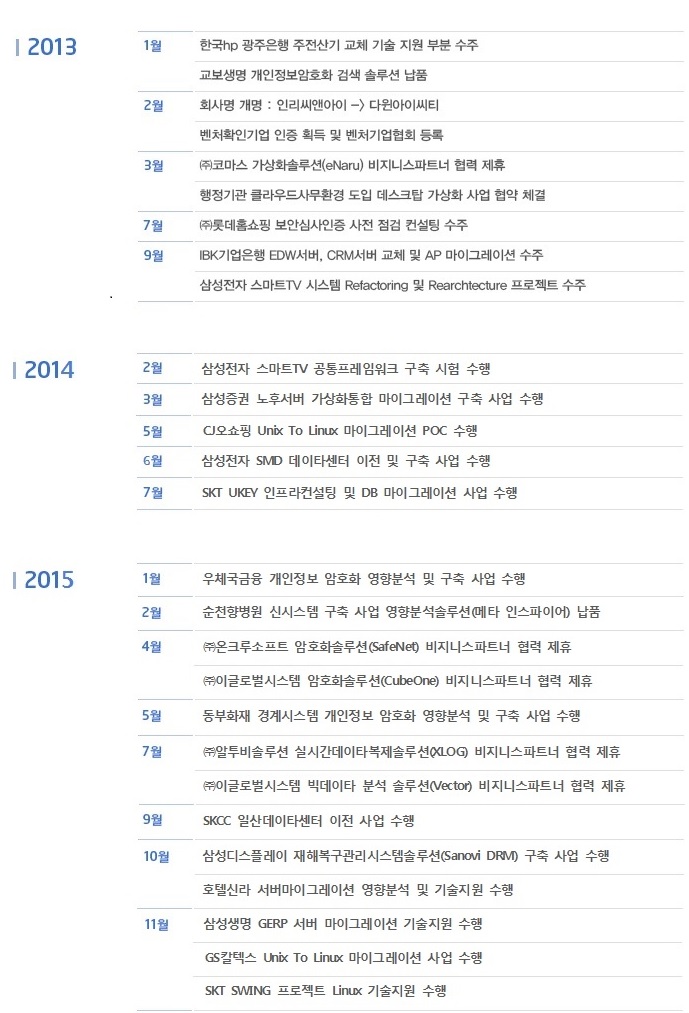 2013
1월 한국hp 광주은행 주전산기 교체 기술 지원 부분 수주
교보생명 개인정보암호화 검색 솔루션 납품
2월 회사명 개명 : 인리씨앤아이 -> 다윈아이씨티
벤처확인기업 인증 획득 및 벤처기업협회 등록
3월 ㈜코마스 가상화솔루션(eNaru) 비지니스파트너 협력 제휴
행정기관 클라우드사무환경 도입 데스크탑 가상화 사업 협약 체결
7월 ㈜롯데홈쇼핑 보안심사인증 사전 점검 컨설팅 수주
9월 IBK기업은행 EDW서버, CRM서버 교체 및 AP 마이그레이션 수주
삼성전자 스마트TV 시스템 Refactoring 및 Rearchtecture 프로젝트 수주
2014
2월 삼성전자 스마트TV 공통프레임워크 구축 시험 수행
3월 삼성증권 노후서버 가상화통합 마이그레이션 구축 사업 수행
5월 CJ오쇼핑 Unix To Linux 마이그레이션 POC 수행
6월 삼성전자 SMD 데이타센터 이전 및 구축 사업 수행
7월 SKT UKEY 인프라컨설팅 및 DB 마이그레이션 사업 수행
2015
1월 우체국금융 개인정보 암호화 영향분석 및 구축 사업 수행
2월 순천향병원 신시스템 구축 사업 영향분석솔루션(메타 인스파이어) 납품
4월 ㈜온크루소프트 암호화솔루션(SafeNet) 비지니스파트너 협력 제휴
㈜이글로벌시스템 암호화솔루션(CubeOne) 비지니스파트너 협력 제휴
5월 동부화재 경계시스템 개인정보 암호화 영향분석 및 구축 사업 수행
7월 ㈜알투비솔루션 실시간데이타복제솔루션(XLOG) 비지니스파트너 협력 제휴
㈜이글로벌시스템 빅데이타 분석 솔루션(Vector) 비지니스파트너 협력 제휴
9월 SKCC 일산데이타센터 이전 사업 수행
10월 삼성디스플레이 재해복구관리시스템솔루션(Sanovi DRM) 구축 사업 수행
호텔신라 서버마이그레이션 영향분석 및 기술지원 수행
11월 삼성생명 GERP 서버 마이그레이션 기술지원 수행
GS칼텍스 Unix To Linux 마이그레이션 사업 수행
SKT SWING 프로젝트 Linux 기술지원 수행